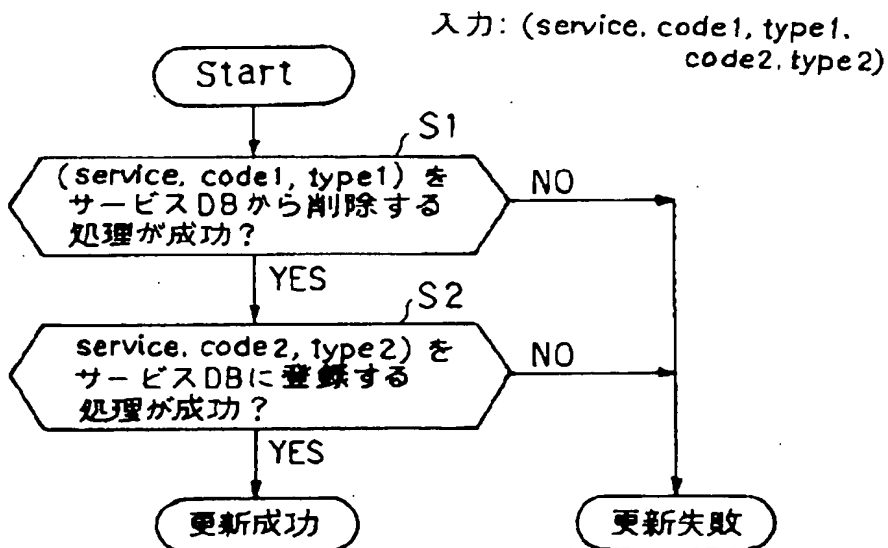 入力: (service, code1, type1,
code2, type2)
Start
S1
(service, code1, type1) を
サービスDBから削除する
処理が成功?
NO
YES
S2
service, code2, type2) を
サービスDBに登録する
処理が成功?
NO
YES
更新成功
更新失敗